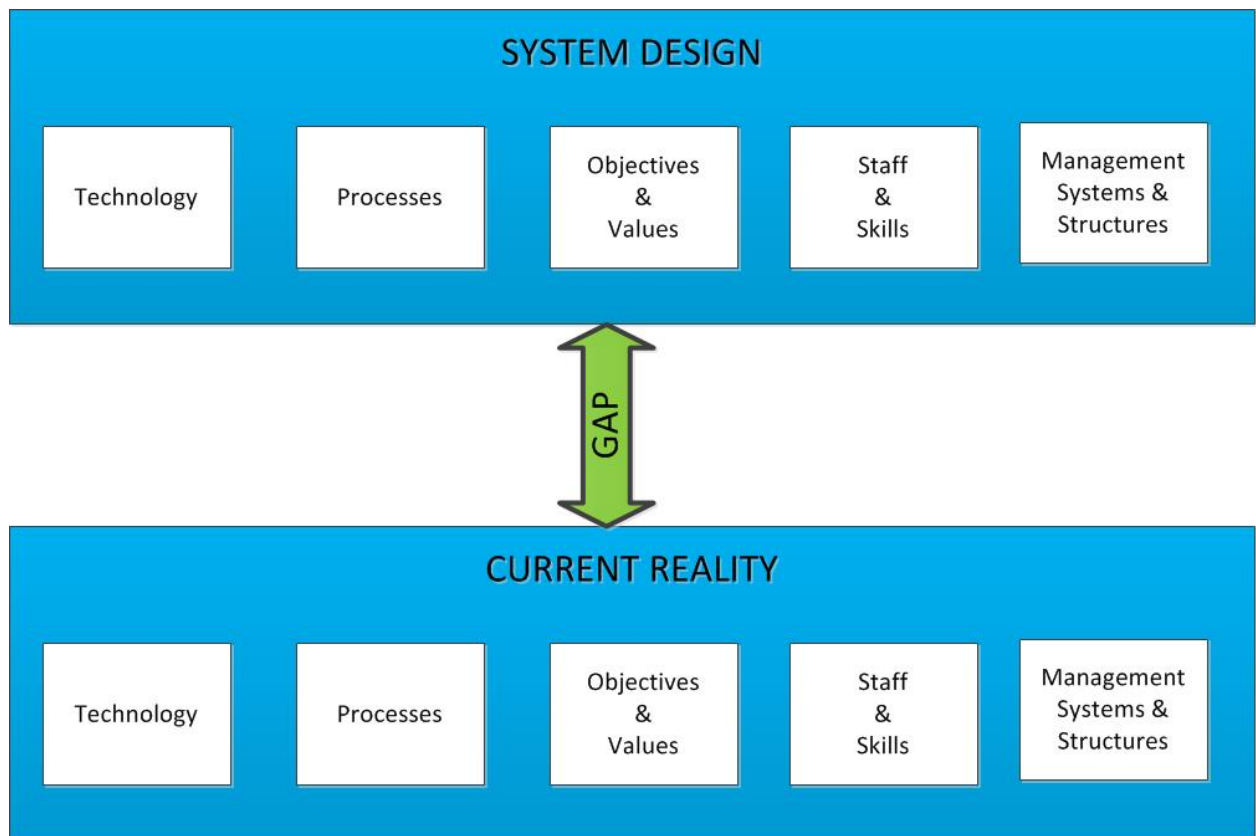 SYSTEM DESIGN
Technology
Processes
Objectives
&
Values
Staff
&
Skills
Management
Systems &
Structures
GAP
CURRENT REALITY
Technology
Processes
Objectives
&
Values
Staff
&
Skills
Management
Systems &
Structures